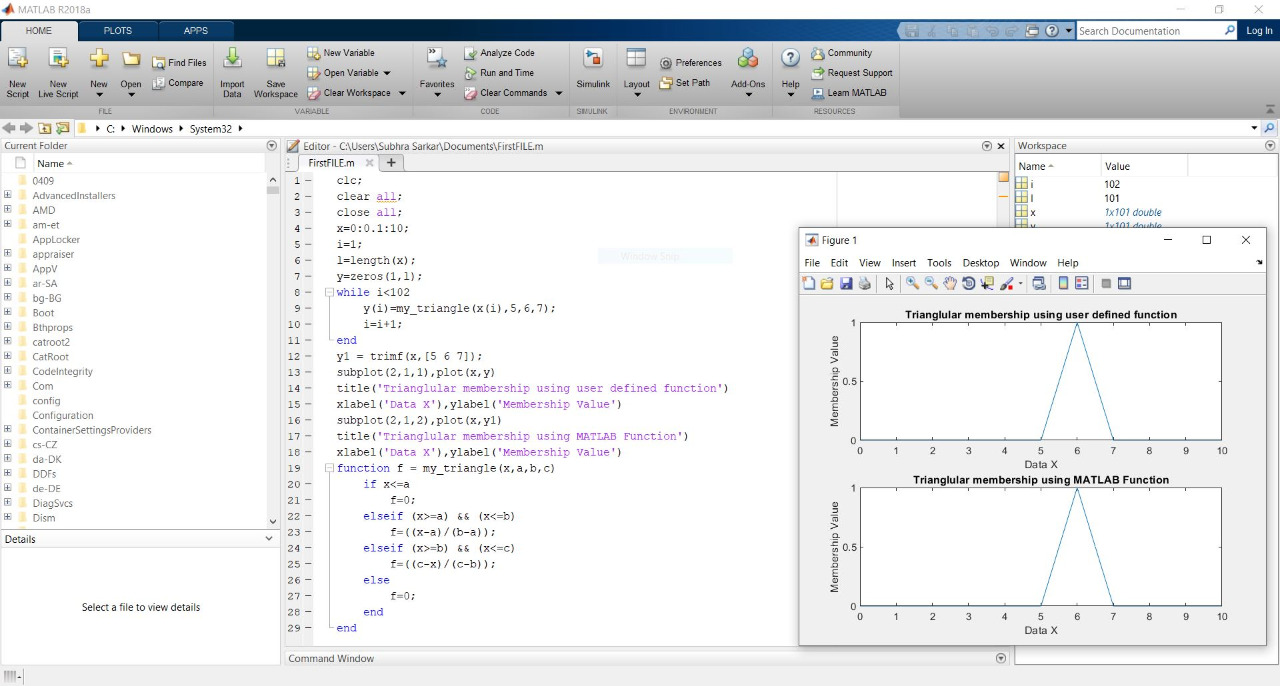 MATLAB R2018a
HOME PLOTS APPS Search Documentation Log In
New Script New Live Script New Open Find Files Compare FILE
Import Data Save Workspace New Variable Open Variable Clear Workspace VARIABLE
Favorites Analyze Code Run and Time Clear Commands CODE
Simulink SIMULINK
Layout Preferences Set Path Add-Ons ENVIRONMENT
Help Community Request Support Learn MATLAB RESOURCES
C: Windows System32
Current Folder
Name
0409
AdvancedInstallers
AMD
am-et
AppLocker
appraiser
AppV
ar-SA
bg-BG
Boot
Bthprops
catroot2
CatRoot
CodeIntegrity
Com
config
Configuration
ContainerSettingsProviders
cs-CZ
da-DK
DDFs
de-DE
DiagSvcs
Dism
Details
Select a file to view details
Editor - C:\Users\Subhra Sarkar\Documents\FirstFILE.m
FirstFILE.m
Window Snip
1 clc;
2 clear all;
3 close all;
4 x=0:0.1:10;
5 i=1;
6 l=length(x);
7 y=zeros(1,l);
8 while i<102
9 y(i)=my_triangle(x(i),5,6,7);
10 i=i+1;
11 end
12 y1 = trimf(x,[5 6 7]);
13 subplot(2,1,1),plot(x,y)
14 title('Trianglular membership using user defined function')
15 xlabel('Data X'),ylabel('Membership Value')
16 subplot(2,1,2),plot(x,y1)
17 title('Trianglular membership using MATLAB Function')
18 xlabel('Data X'),ylabel('Membership Value')
19 function f = my_triangle(x,a,b,c)
20 if x<=a
21 f=0;
22 elseif (x>=a) && (x<=b)
23 f=((x-a)/(b-a));
24 elseif (x>=b) && (x<=c)
25 f=((c-x)/(c-b));
26 else
27 f=0;
28 end
29 end
Command Window
Workspace
Name Value
i 102
l 101
x 1x101 double
y 1x101 double
Figure 1
File Edit View Insert Tools Desktop Window Help
Trianglular membership using user defined function
Membership Value
1
0.5
0
0 1 2 3 4 5 6 7 8 9 10
Data X
Trianglular membership using MATLAB Function
Membership Value
1
0.5
0
0 1 2 3 4 5 6 7 8 9 10
Data X